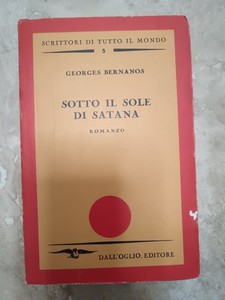 SCRITTORI DI TUTTO IL MONDO
5
GEORGES BERNANOS
SOTTO IL SOLE
DI SATANA
ROMANZO
DALL'OGLIO, EDITORE